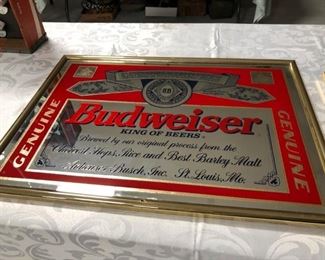 GENUINE
Budweiser
KING OF BEERS
Brewed by our original process from the
Choicest Hops, Rice and Best Barley Malt
Anheuser-Busch, Inc. St. Louis, Mo.
GENUINE